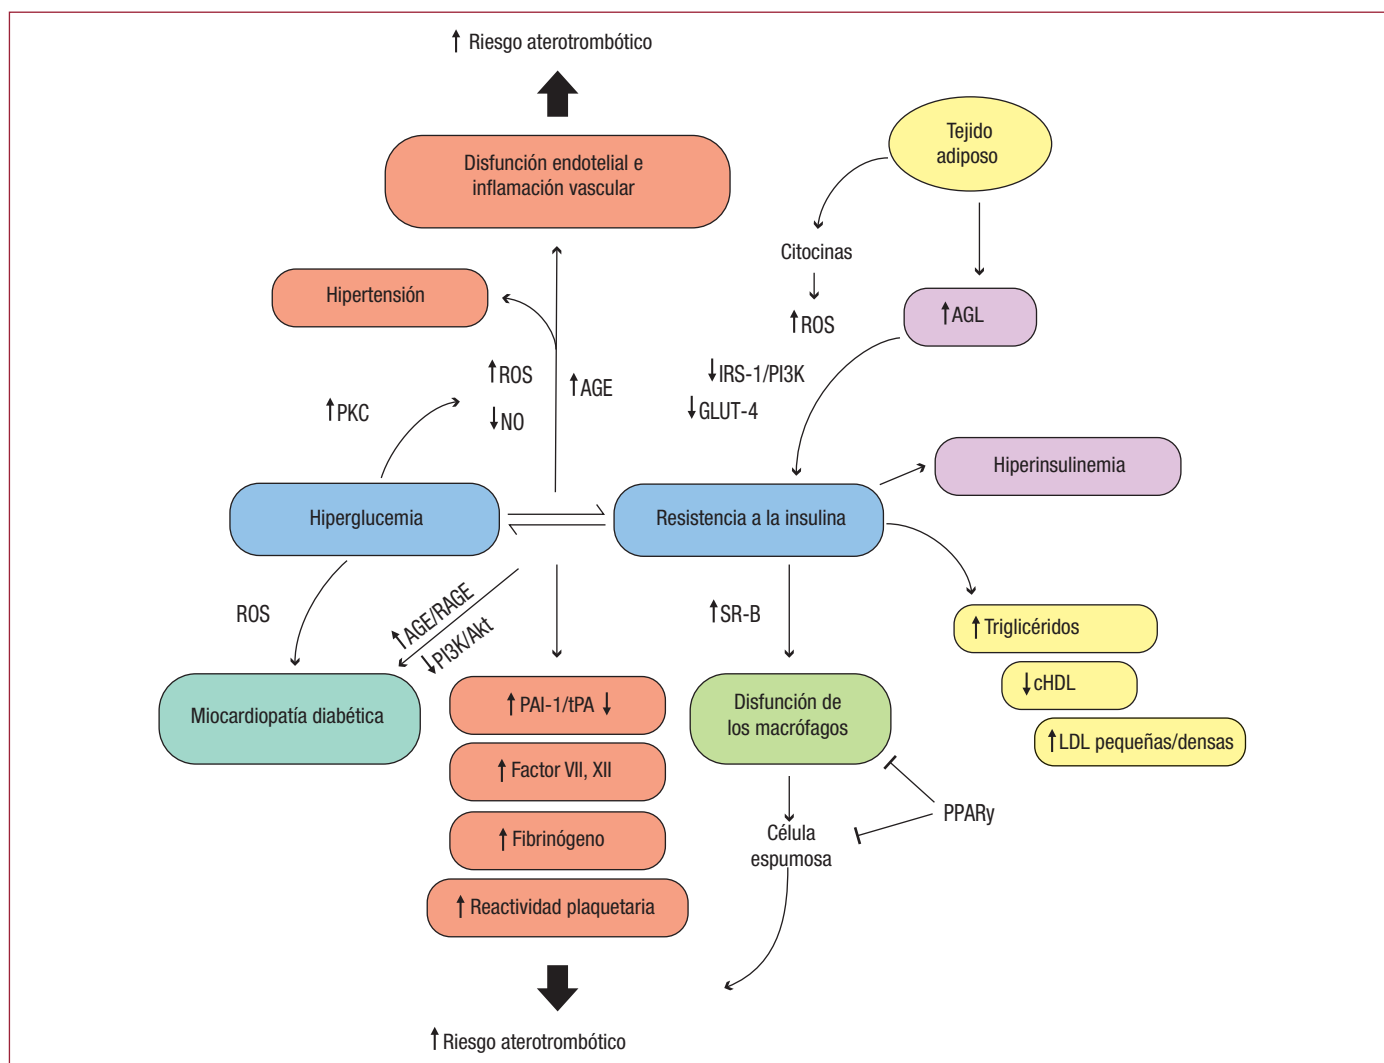 ↑ Riesgo aterotrombótico
Disfunción endotelial e
inflamación vascular
Tejido
adiposo
Citocinas
↑ROS
↑AGL
Hipertensión
↑ROS
↓NO
↑AGE
↑PKC
↓IRS-1/PI3K
↓GLUT-4
Hiperinsulinemia
Hiperglucemia
Resistencia a la insulina
ROS
↑AGE/RAGE
↓PI3K/Akt
↑SR-B
↑Triglicéridos
↓cHDL
↑LDL pequeñas/densas
Miocardiopatía diabética
↑ PAI-1/tPA ↓
↑ Factor VII, XII
↑ Fibrinógeno
↑ Reactividad plaquetaria
Disfunción de
los macrófagos
PPARy
Célula
espumosa
↑ Riesgo aterotrombótico